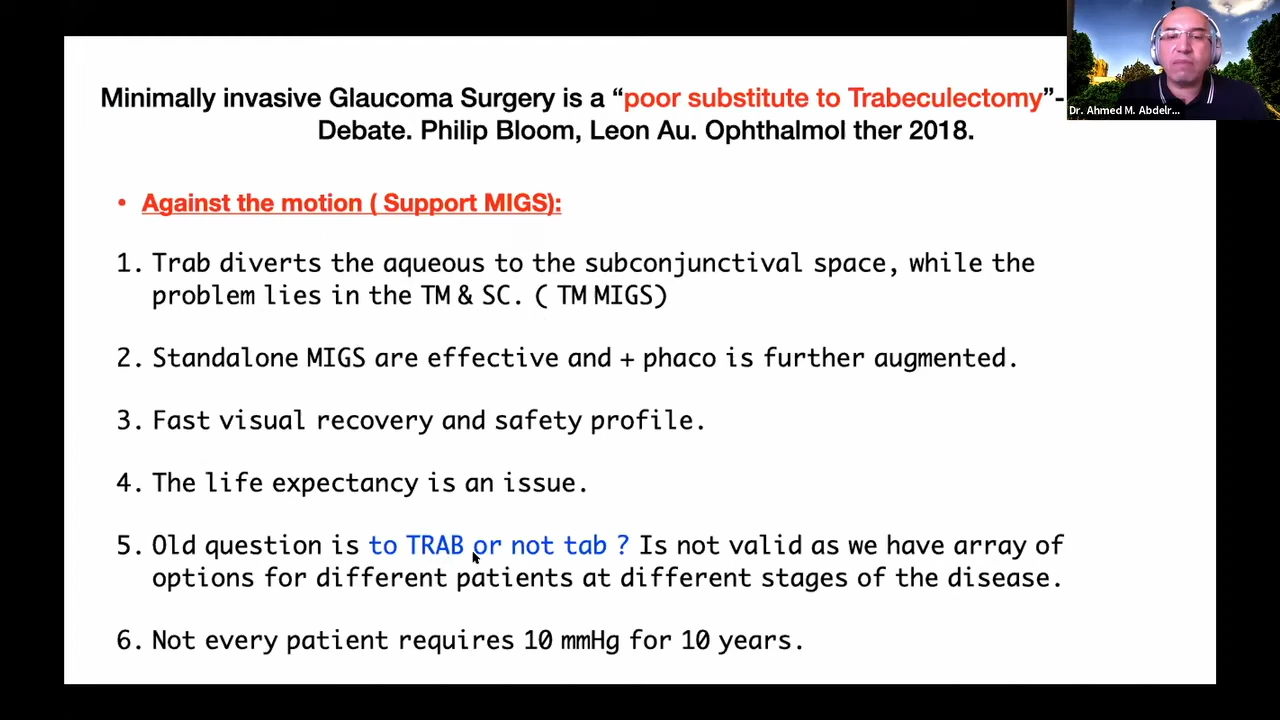 Minimally invasive Glaucoma Surgery is a “poor substitute to Trabeculectomy”-
Debate. Philip Bloom, Leon Au. Ophthalmol ther 2018.
Dr. Ahmed M. Abdelr...
• Against the motion ( Support MIGS):
1. Trab diverts the aqueous to the subconjunctival space, while the
problem lies in the TM & SC. ( TM MIGS)
2. Standalone MIGS are effective and + phaco is further augmented.
3. Fast visual recovery and safety profile.
4. The life expectancy is an issue.
5. Old question is to TRAB or not tab ? Is not valid as we have array of
options for different patients at different stages of the disease.
6. Not every patient requires 10 mmHg for 10 years.